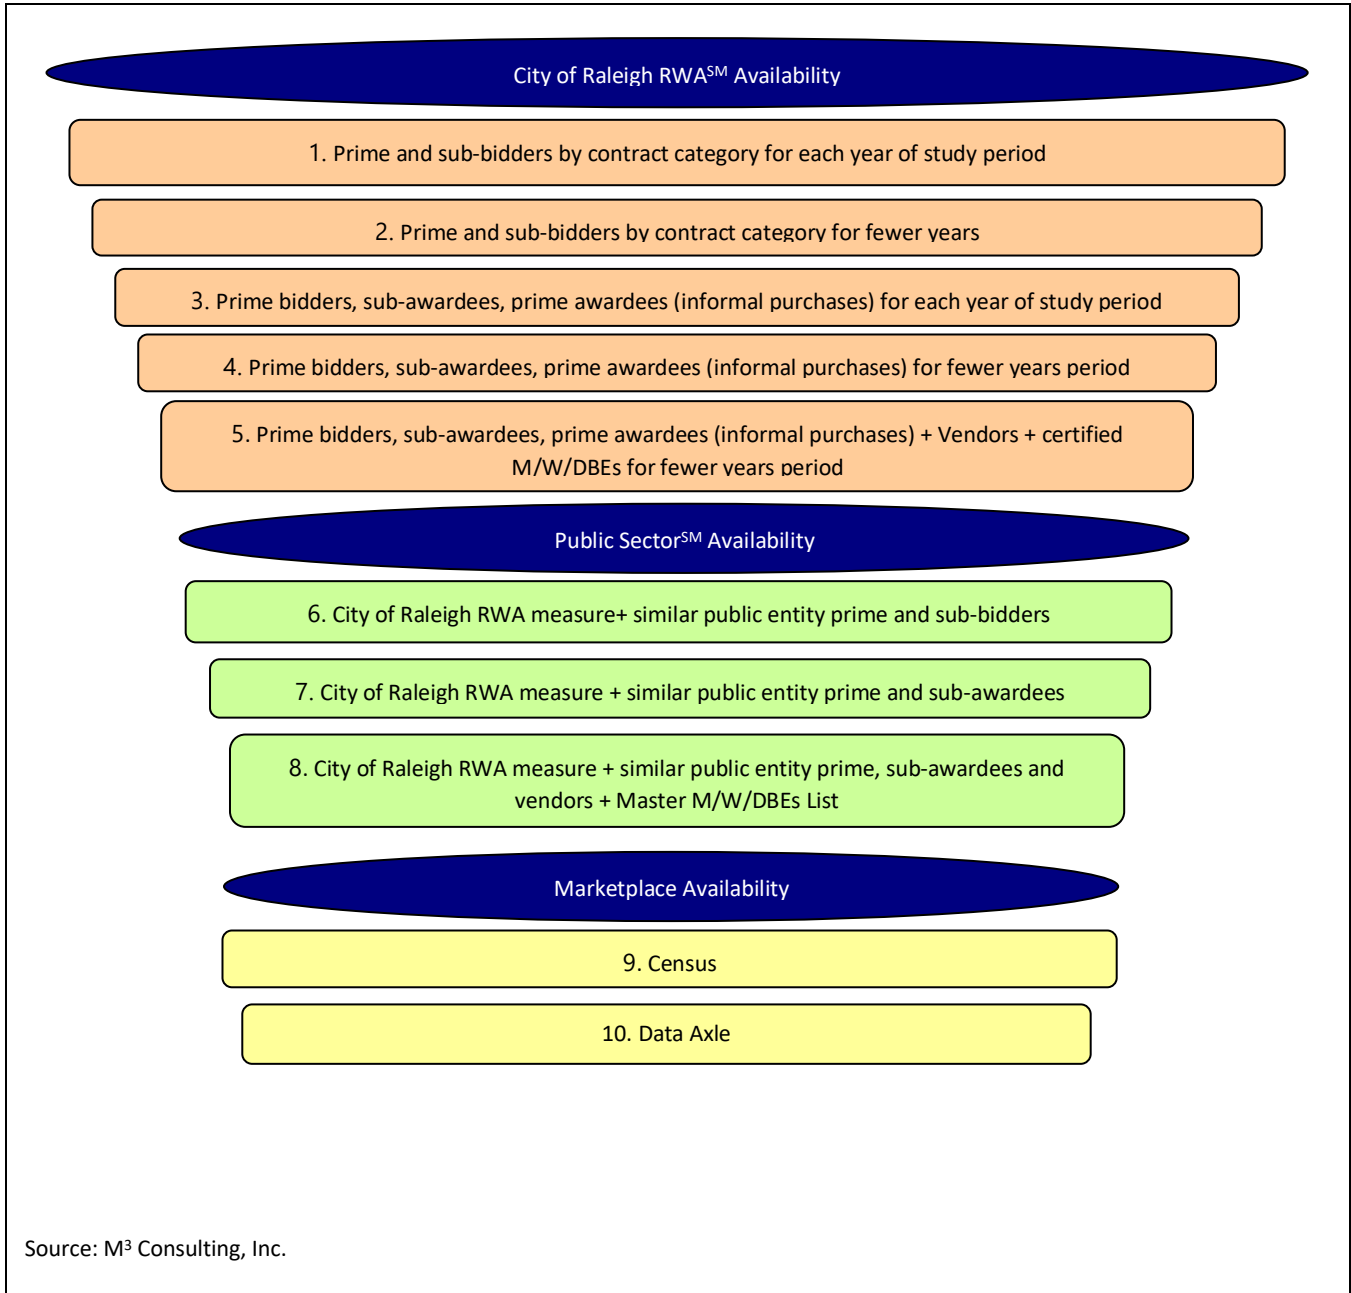 City of Raleigh RWA℠ Availability
1. Prime and sub-bidders by contract category for each year of study period
2. Prime and sub-bidders by contract category for fewer years
3. Prime bidders, sub-awardees, prime awardees (informal purchases) for each year of study period
4. Prime bidders, sub-awardees, prime awardees (informal purchases) for fewer years period
5. Prime bidders, sub-awardees, prime awardees (informal purchases) + Vendors + certified
M/W/DBEs for fewer years period
Public Sector℠ Availability
6. City of Raleigh RWA measure+ similar public entity prime and sub-bidders
7. City of Raleigh RWA measure + similar public entity prime and sub-awardees
8. City of Raleigh RWA measure + similar public entity prime, sub-awardees and
vendors + Master M/W/DBEs List
Marketplace Availability
9. Census
10. Data Axle
Source: M³ Consulting, Inc.